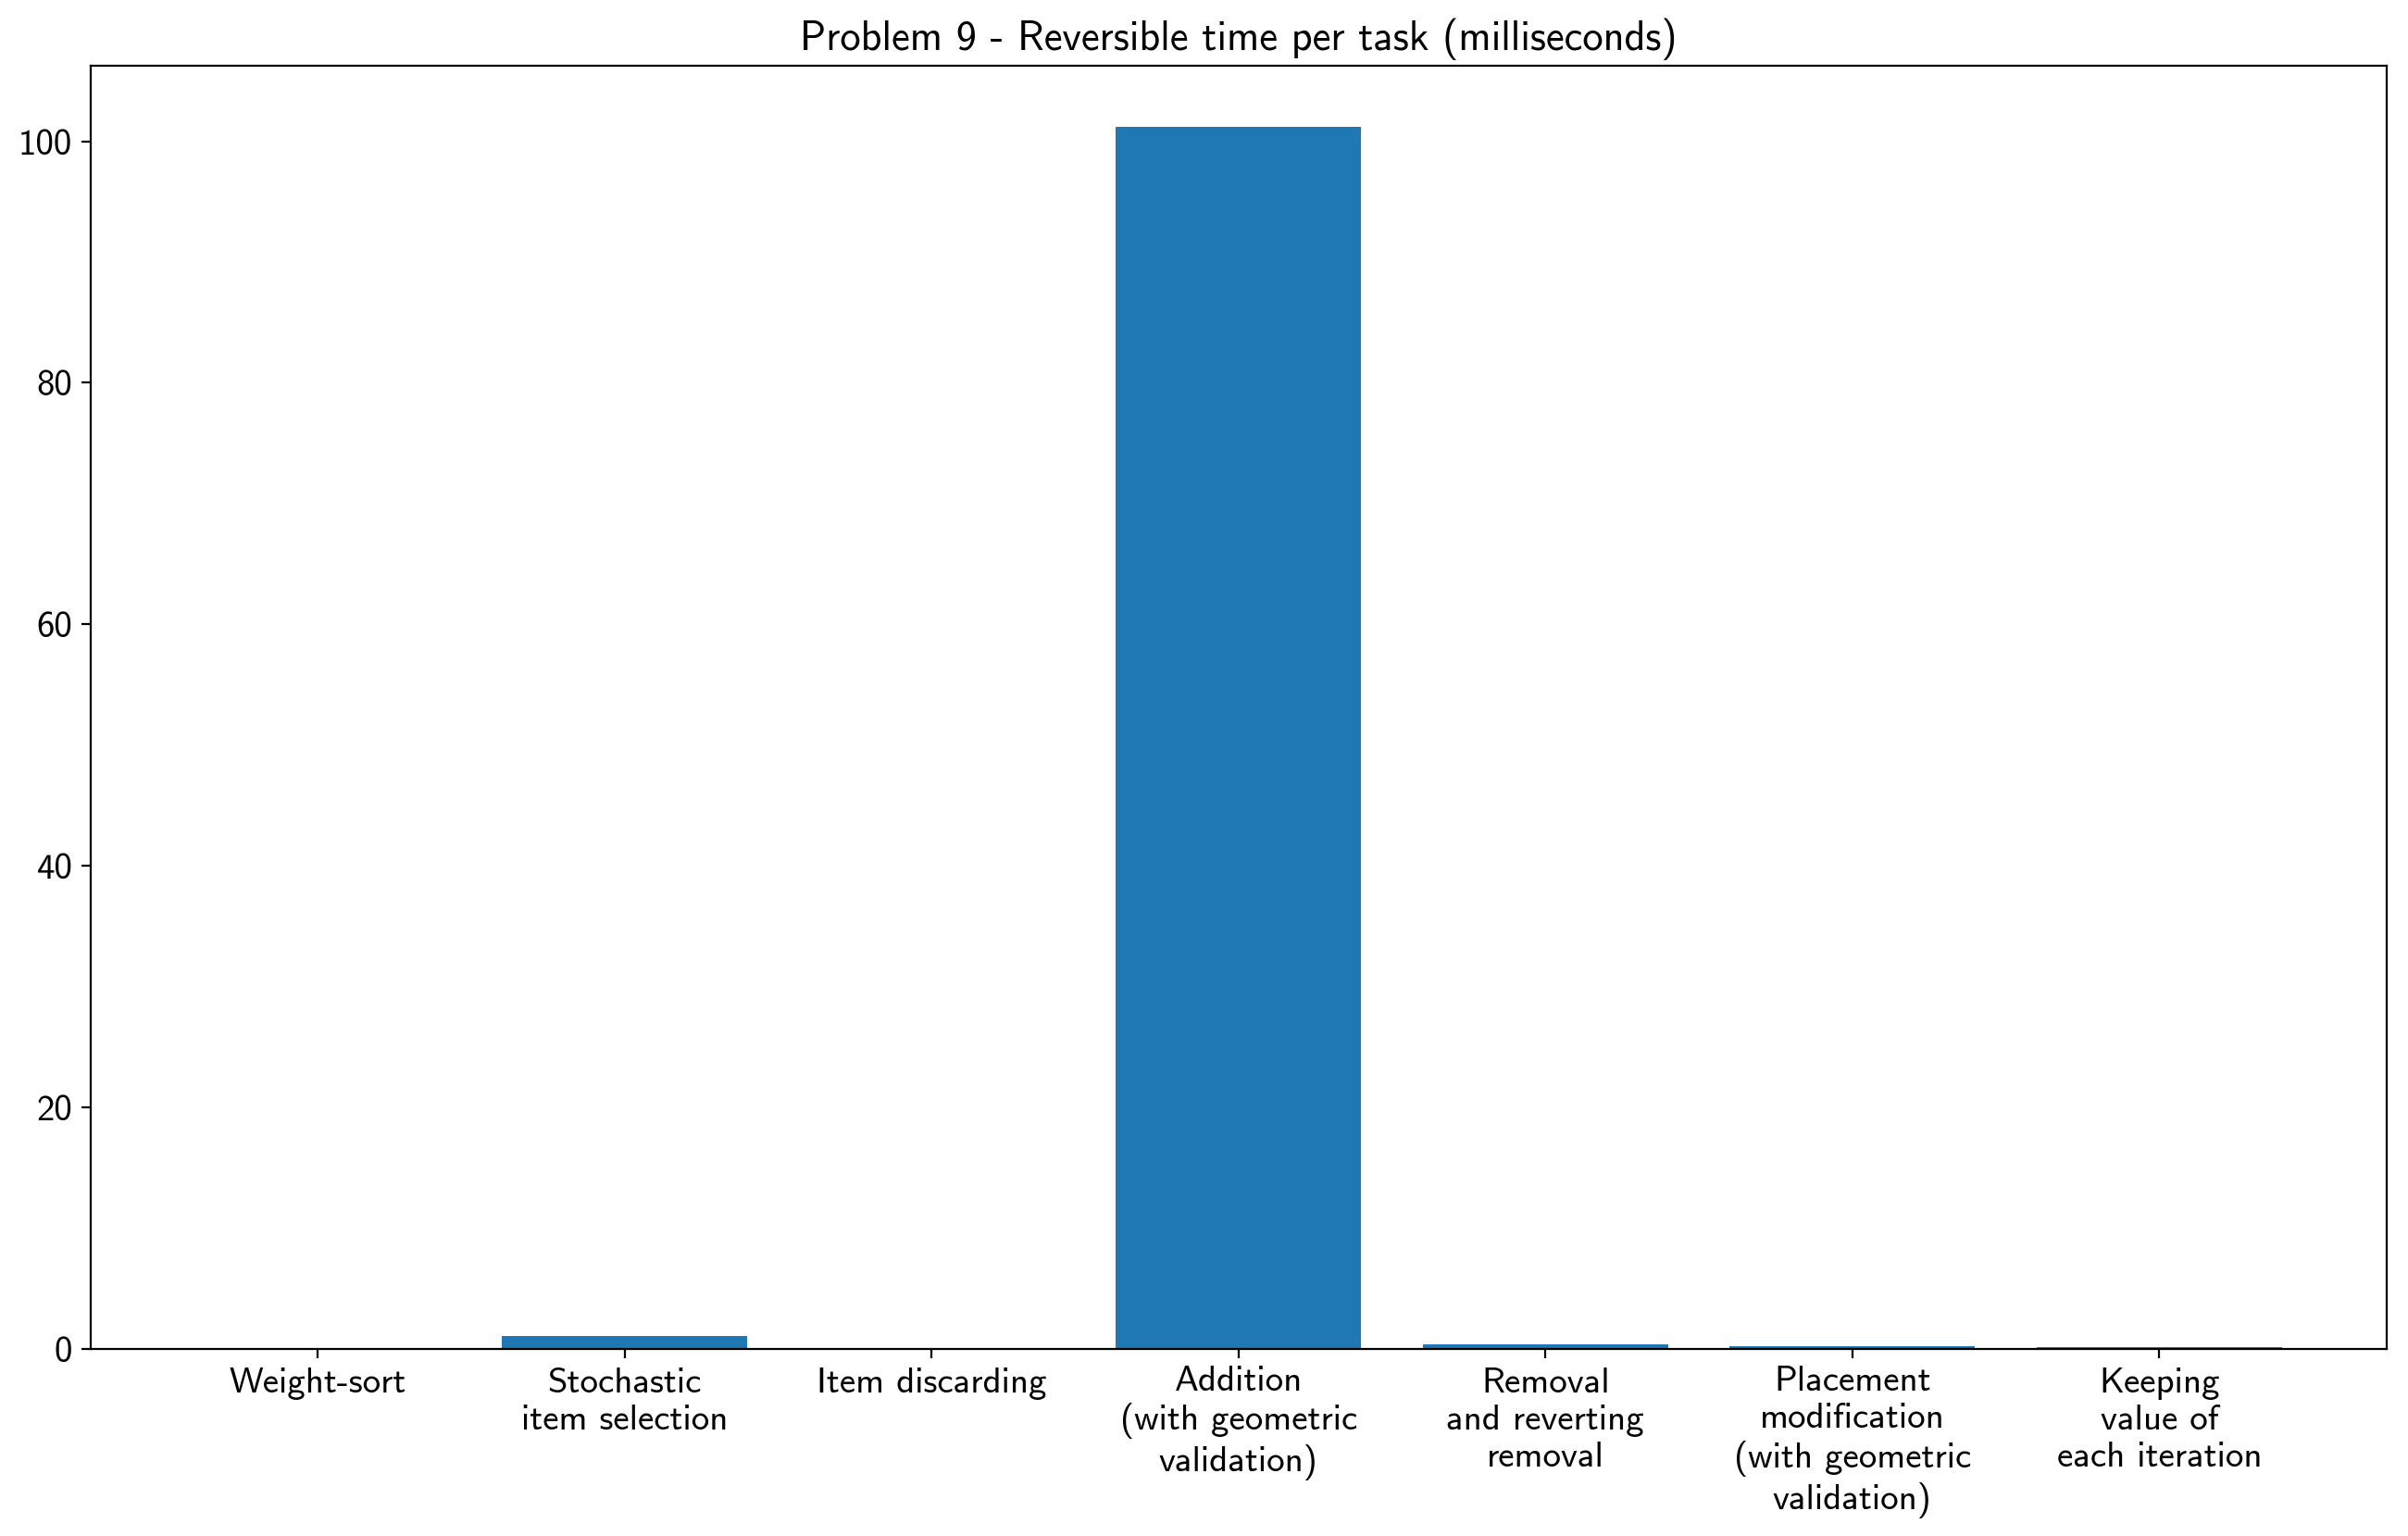 Problem 9 - Reversible time per task (milliseconds)
100
80
60
40
20
0
Weight-sort
Stochastic
item selection
Item discarding
Addition
(with geometric
validation)
Removal
and reverting
removal
Placement
modification
(with geometric
validation)
Keeping
value of
each iteration